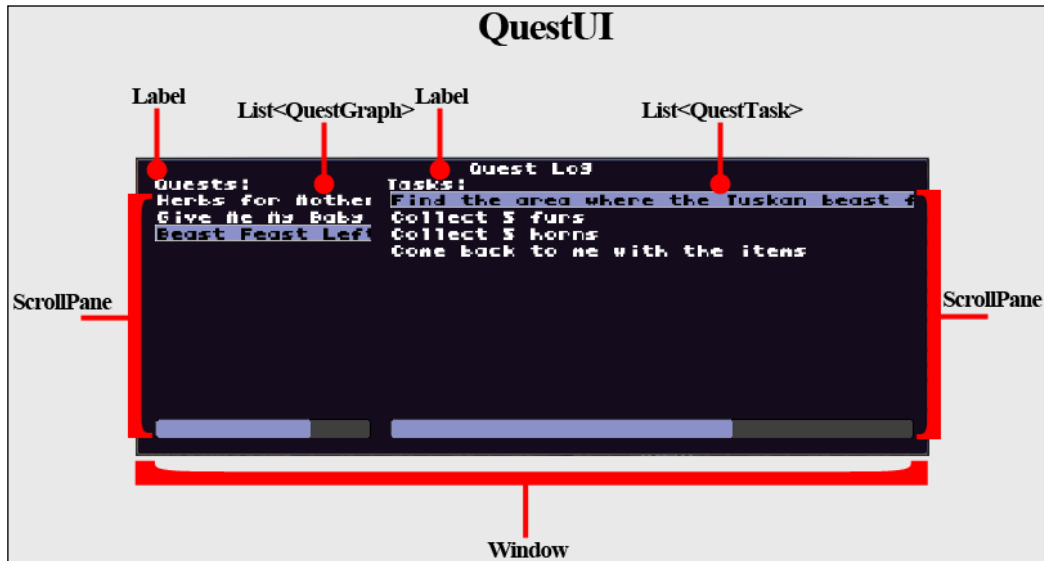 QuestUI
Label
List<QuestGraph>
Label
List<QuestTask>
Quest Log
Quests:
Tasks:
Herbs for Mother
Give Me My Baby
Beast Feast Left
Find the area where the Tuskan beast f
Collect 5 furs
Collect 5 horns
Come back to me with the items
ScrollPane
ScrollPane
Window